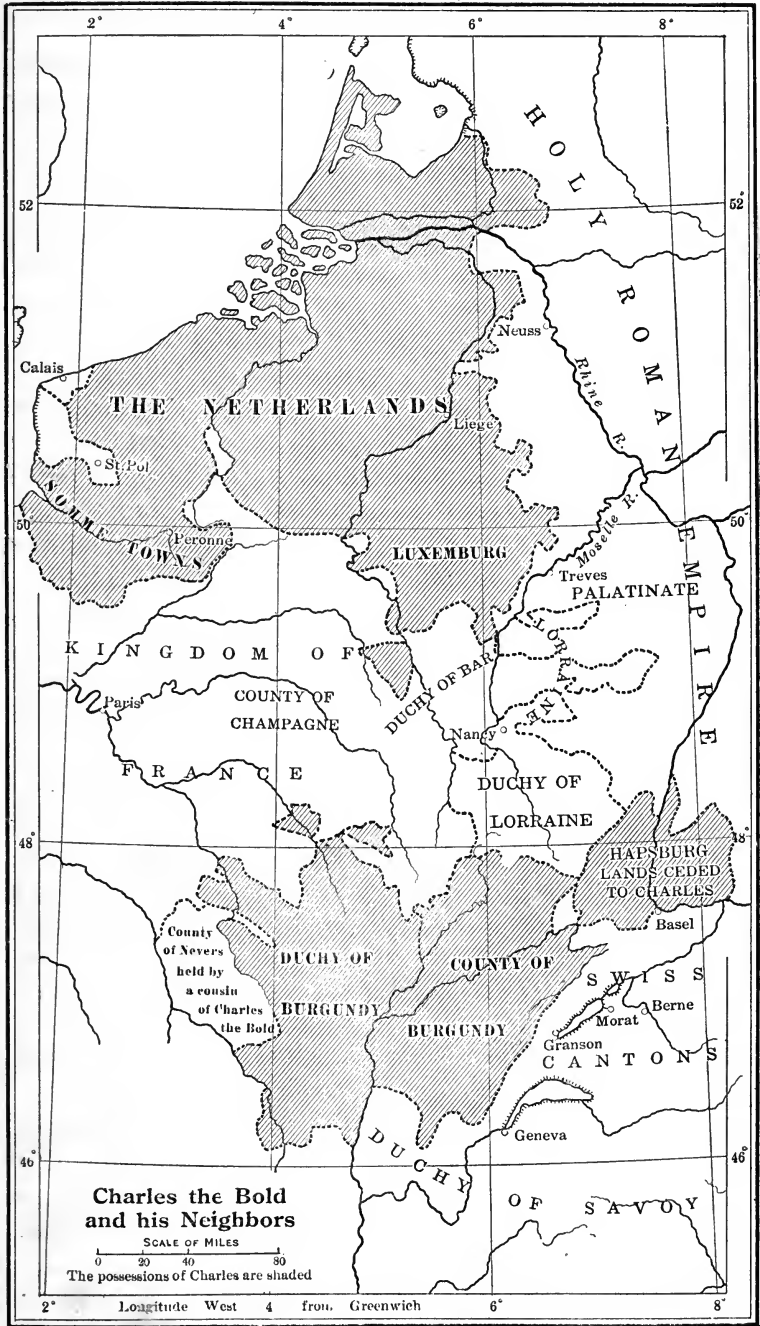 2° 4° 6° 8°
HOLY
52 52°
ROMAN
Neuss
Calais
Rhine R.
THE NETHERLANDS
Liege
St. Pol
SOMME TOWNS
Moselle R.
50 50°
Peronne
LUXEMBURG
EMPIRE
Treves
PALATINATE
LORRAINE
KINGDOM OF
DUCHY OF BAR
COUNTY OF
CHAMPAGNE
Paris
Nancy
FRANCE
DUCHY OF
LORRAINE
48° 48°
HAPSBURG
LANDS CEDED
TO CHARLES
Basel
County
of Nevers
held by
a cousin
of Charles
the Bold
DUCHY OF
BURGUNDY
COUNTY OF
BURGUNDY
SWISS
Berne
Morat
Granson
CANTONS
Geneva
46° 46°
DUCHY
OF SAVOY
Charles the Bold
and his Neighbors
SCALE OF MILES
0 20 40 80
The possessions of Charles are shaded
2° Longitude West 4 from Greenwich 6° 8°